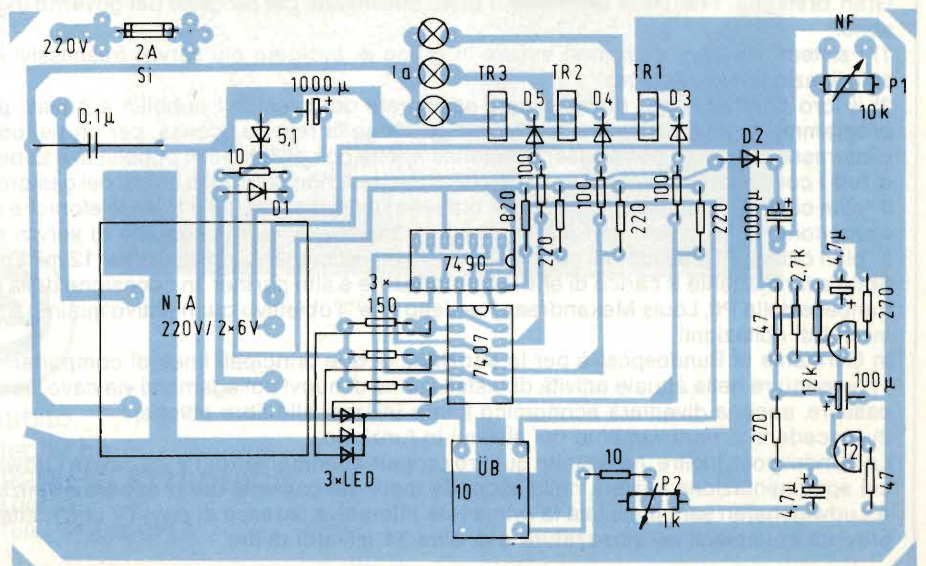 220V
2A
Si
1000µ
+
0,1µ
5,1
10
D1
La
TR3
TR2
TR1
D5
D4
D3
D2
NF
P1
10k
100
100
100
820
220
220
220
1000µ
+
7490
7407
3×
150
NTA
220V/2×6V
3×LED
ÜB
10
1
10
P2
1k
47
2.7k
12k
4,7µ
+
270
T1
100µ
+
270
T2
4,7µ
+
47